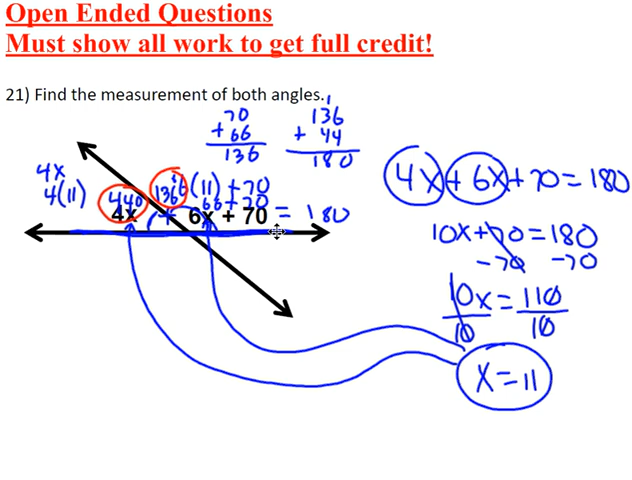 Open Ended Questions
Must show all work to get full credit!
21) Find the measurement of both angles.
70
+66
136
1
136
+ 44
180
4x
4(11)
44°
136°
(11) +70
66+70
4x + 6x + 70 = 180
4x + 6x + 70 = 180
10x+70 = 180
-70 -70
10x = 110
10 10
x = 11